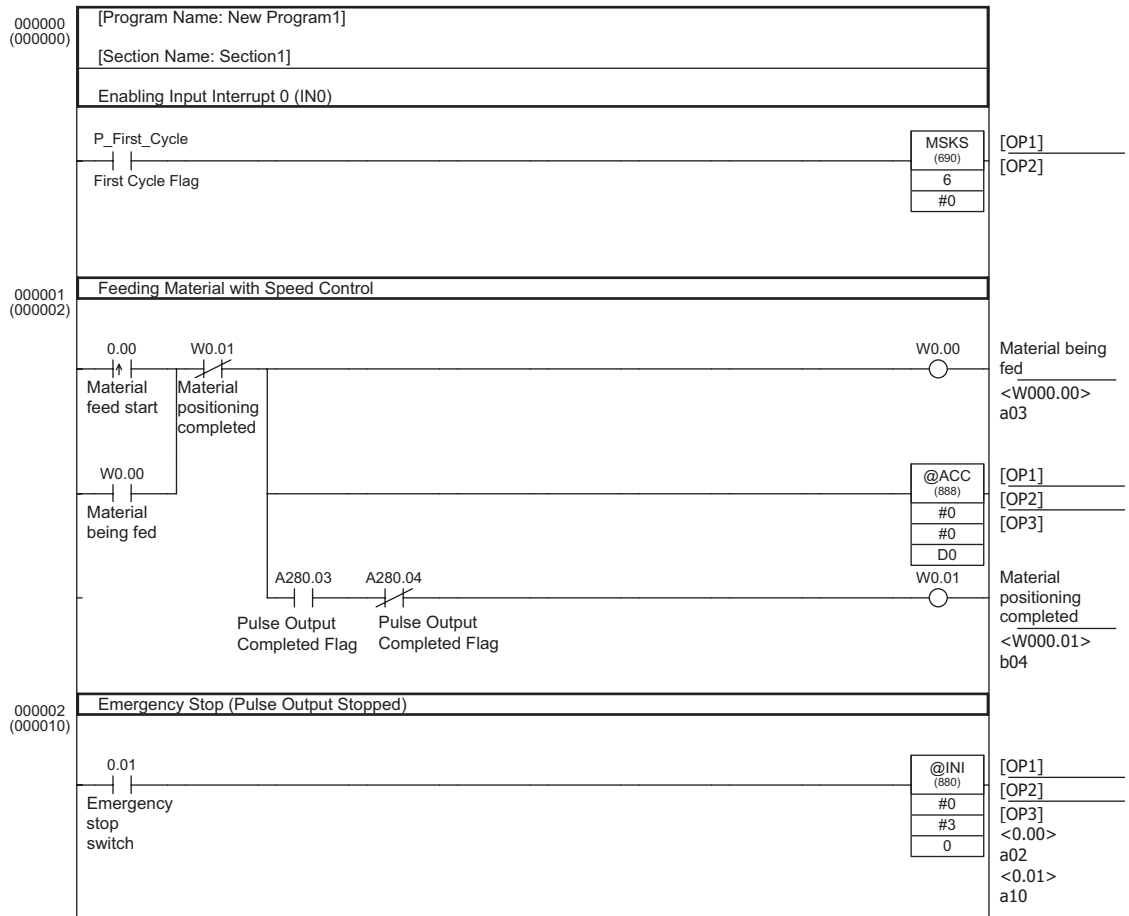 000000
(000000)
[Program Name: New Program1]
[Section Name: Section1]
Enabling Input Interrupt 0 (IN0)
P_First_Cycle
First Cycle Flag
MSKS
(690)
6
#0
[OP1]
[OP2]
000001
(000002)
Feeding Material with Speed Control
0.00
Material
feed start
W0.01
Material
positioning
completed
W0.00
Material being
fed
<W000.00>
a03
W0.00
Material
being fed
@ACC
(888)
#0
#0
D0
[OP1]
[OP2]
[OP3]
A280.03
Pulse Output
Completed Flag
A280.04
Pulse Output
Completed Flag
W0.01
Material
positioning
completed
<W000.01>
b04
000002
(000010)
Emergency Stop (Pulse Output Stopped)
0.01
Emergency
stop
switch
@INI
(880)
#0
#3
0
[OP1]
[OP2]
[OP3]
<0.00>
a02
<0.01>
a10